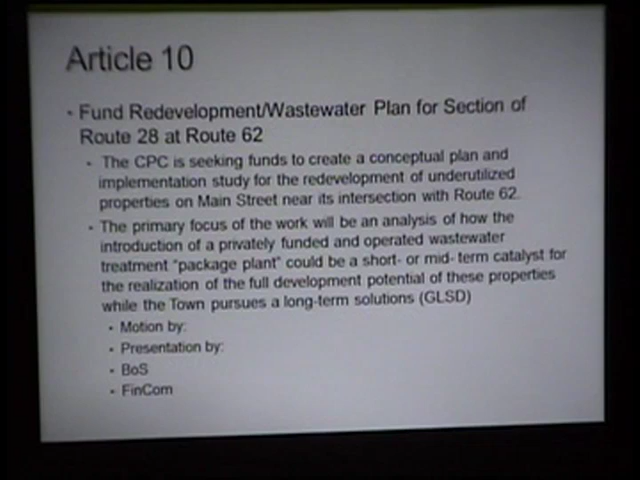 Article 10
• Fund Redevelopment/Wastewater Plan for Section of
Route 28 at Route 62
• The CPC is seeking funds to create a conceptual plan and
implementation study for the redevelopment of underutilized
properties on Main Street near its intersection with Route 62.
• The primary focus of the work will be an analysis of how the
introduction of a privately funded and operated wastewater
treatment “package plant” could be a short- or mid- term catalyst for
the realization of the full development potential of these properties
while the Town pursues a long-term solutions (GLSD)
• Motion by:
• Presentation by:
• BoS
• FinCom